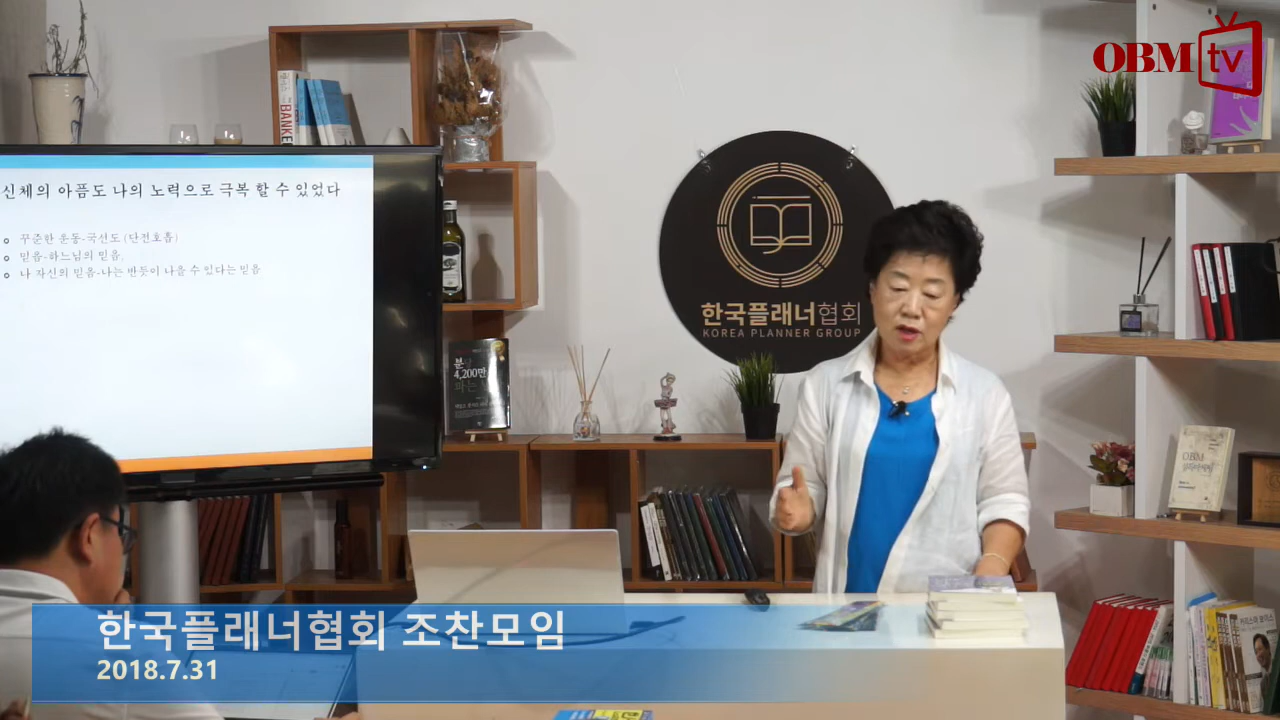 OBM tv
BANKE
신체의 아픔도 나의 노력으로 극복 할 수 있었다
꾸준한 운동-국선도 (단전호흡)
믿음-하느님의 믿음,
나 자신의 믿음-나는 반듯이 나을 수 있다는 믿음
한국플래너협회
KOREA PLANNER GROUP
4,200만
OBM
한국플래너협회 조찬모임
2018.7.31